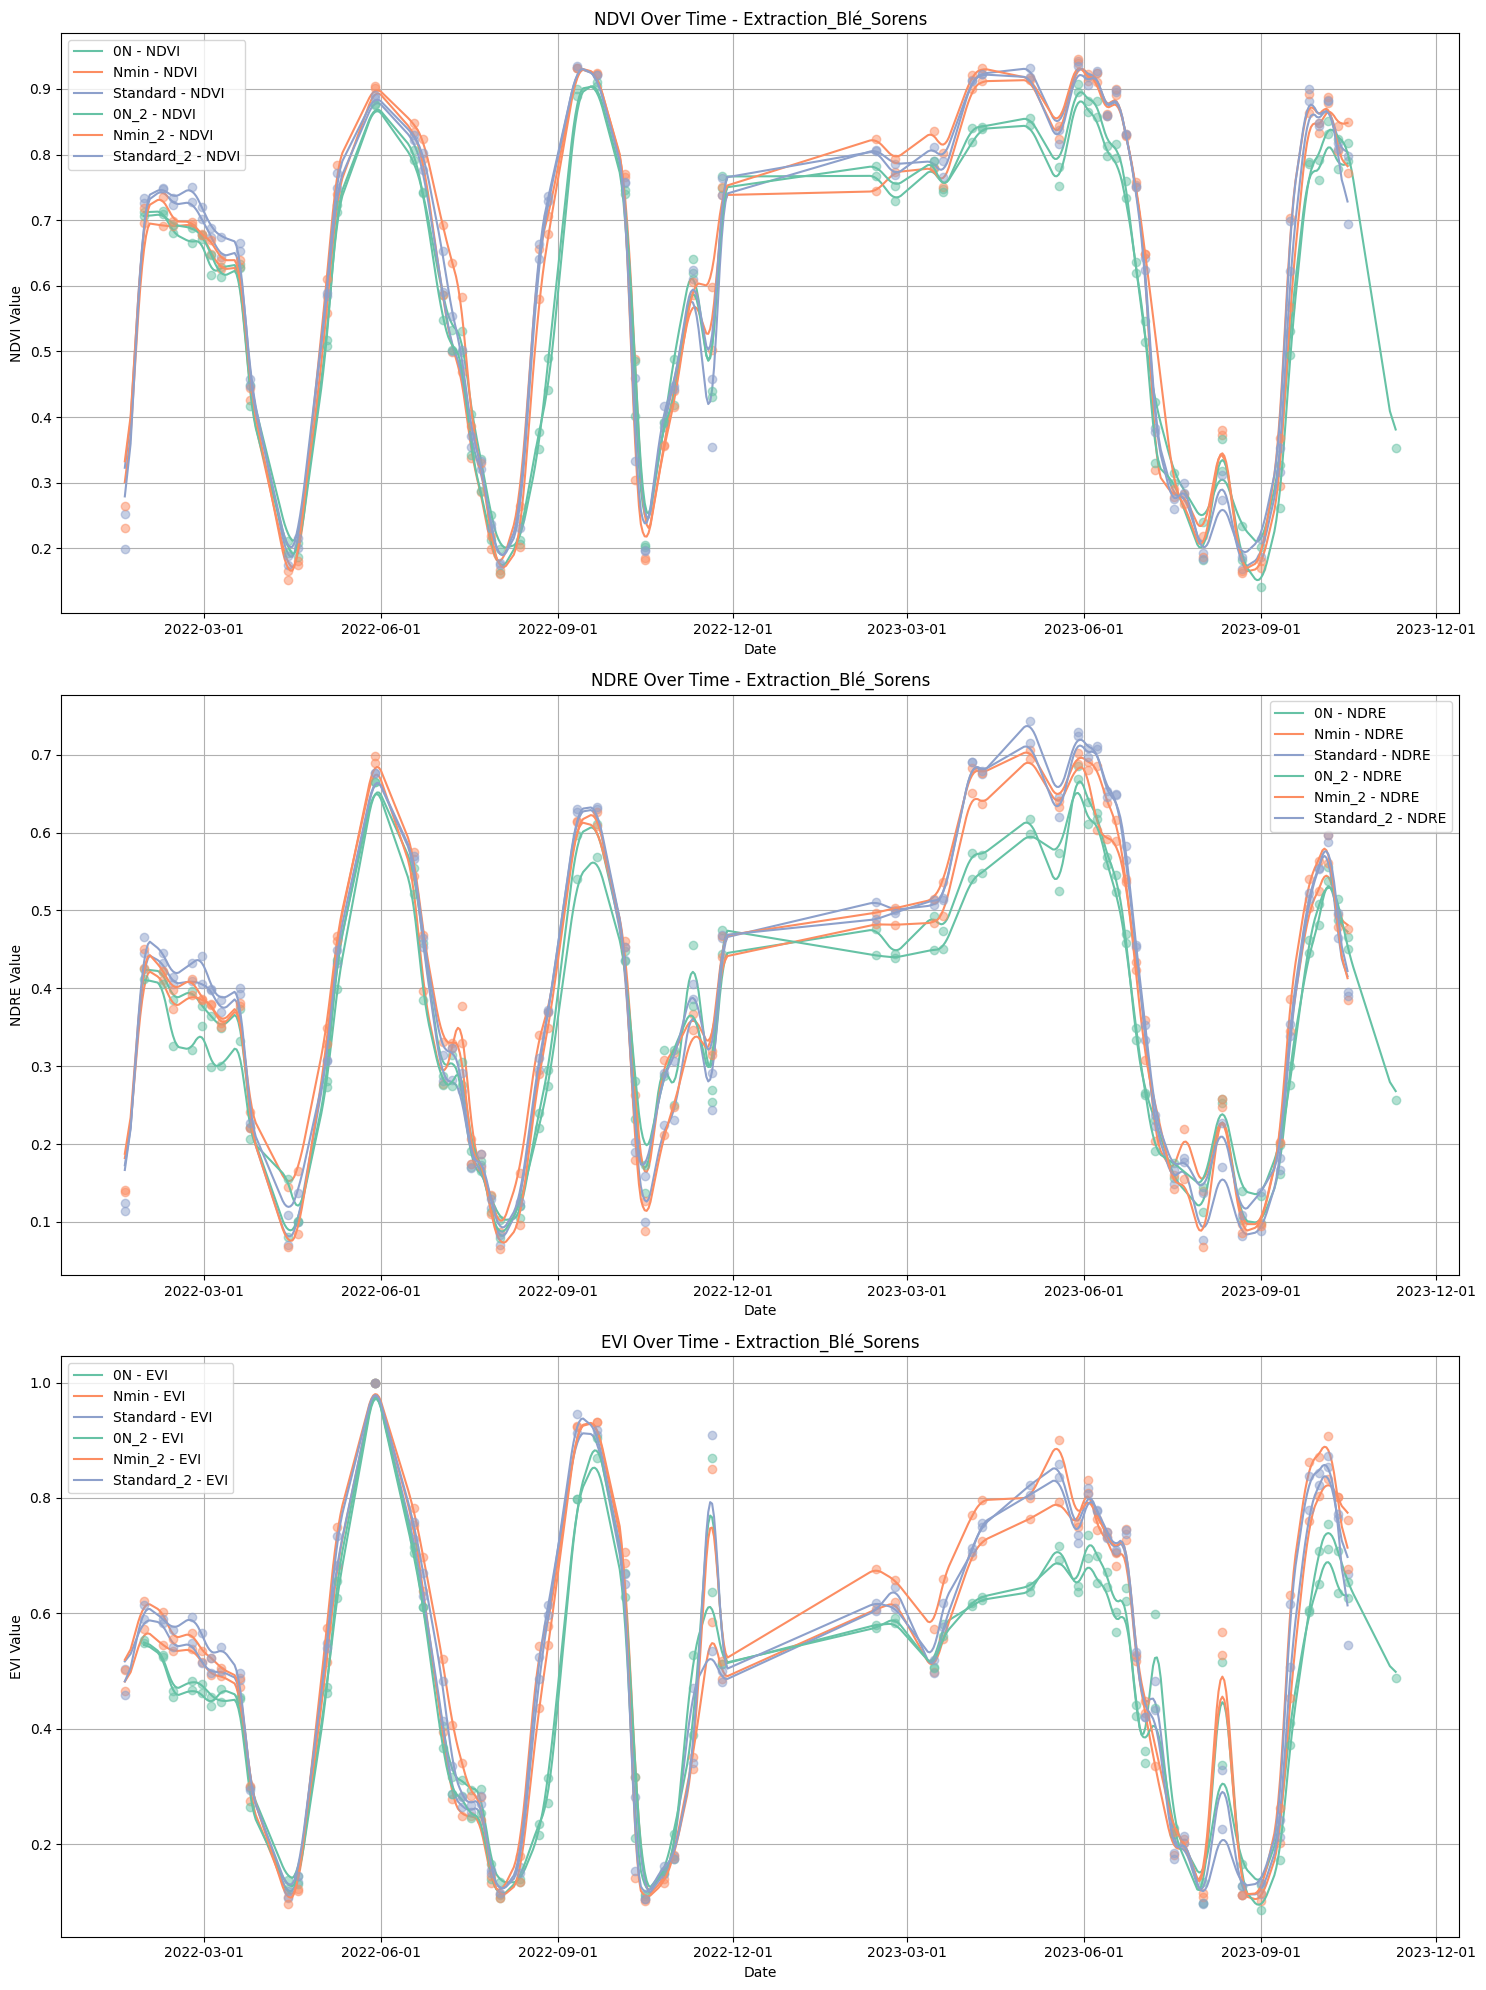 NDVI Over Time - Extraction_Blé_Sorens
0N - NDVI
Nmin - NDVI
Standard - NDVI
0N_2 - NDVI
Nmin_2 - NDVI
Standard_2 - NDVI
NDVI Value
0.9
0.8
0.7
0.6
0.5
0.4
0.3
0.2
2022-03-01 2022-06-01 2022-09-01 2022-12-01 2023-03-01 2023-06-01 2023-09-01 2023-12-01
Date
NDRE Over Time - Extraction_Blé_Sorens
0N - NDRE
Nmin - NDRE
Standard - NDRE
0N_2 - NDRE
Nmin_2 - NDRE
Standard_2 - NDRE
NDRE Value
0.7
0.6
0.5
0.4
0.3
0.2
0.1
2022-03-01 2022-06-01 2022-09-01 2022-12-01 2023-03-01 2023-06-01 2023-09-01 2023-12-01
Date
EVI Over Time - Extraction_Blé_Sorens
0N - EVI
Nmin - EVI
Standard - EVI
0N_2 - EVI
Nmin_2 - EVI
Standard_2 - EVI
EVI Value
1.0
0.8
0.6
0.4
0.2
2022-03-01 2022-06-01 2022-09-01 2022-12-01 2023-03-01 2023-06-01 2023-09-01 2023-12-01
Date